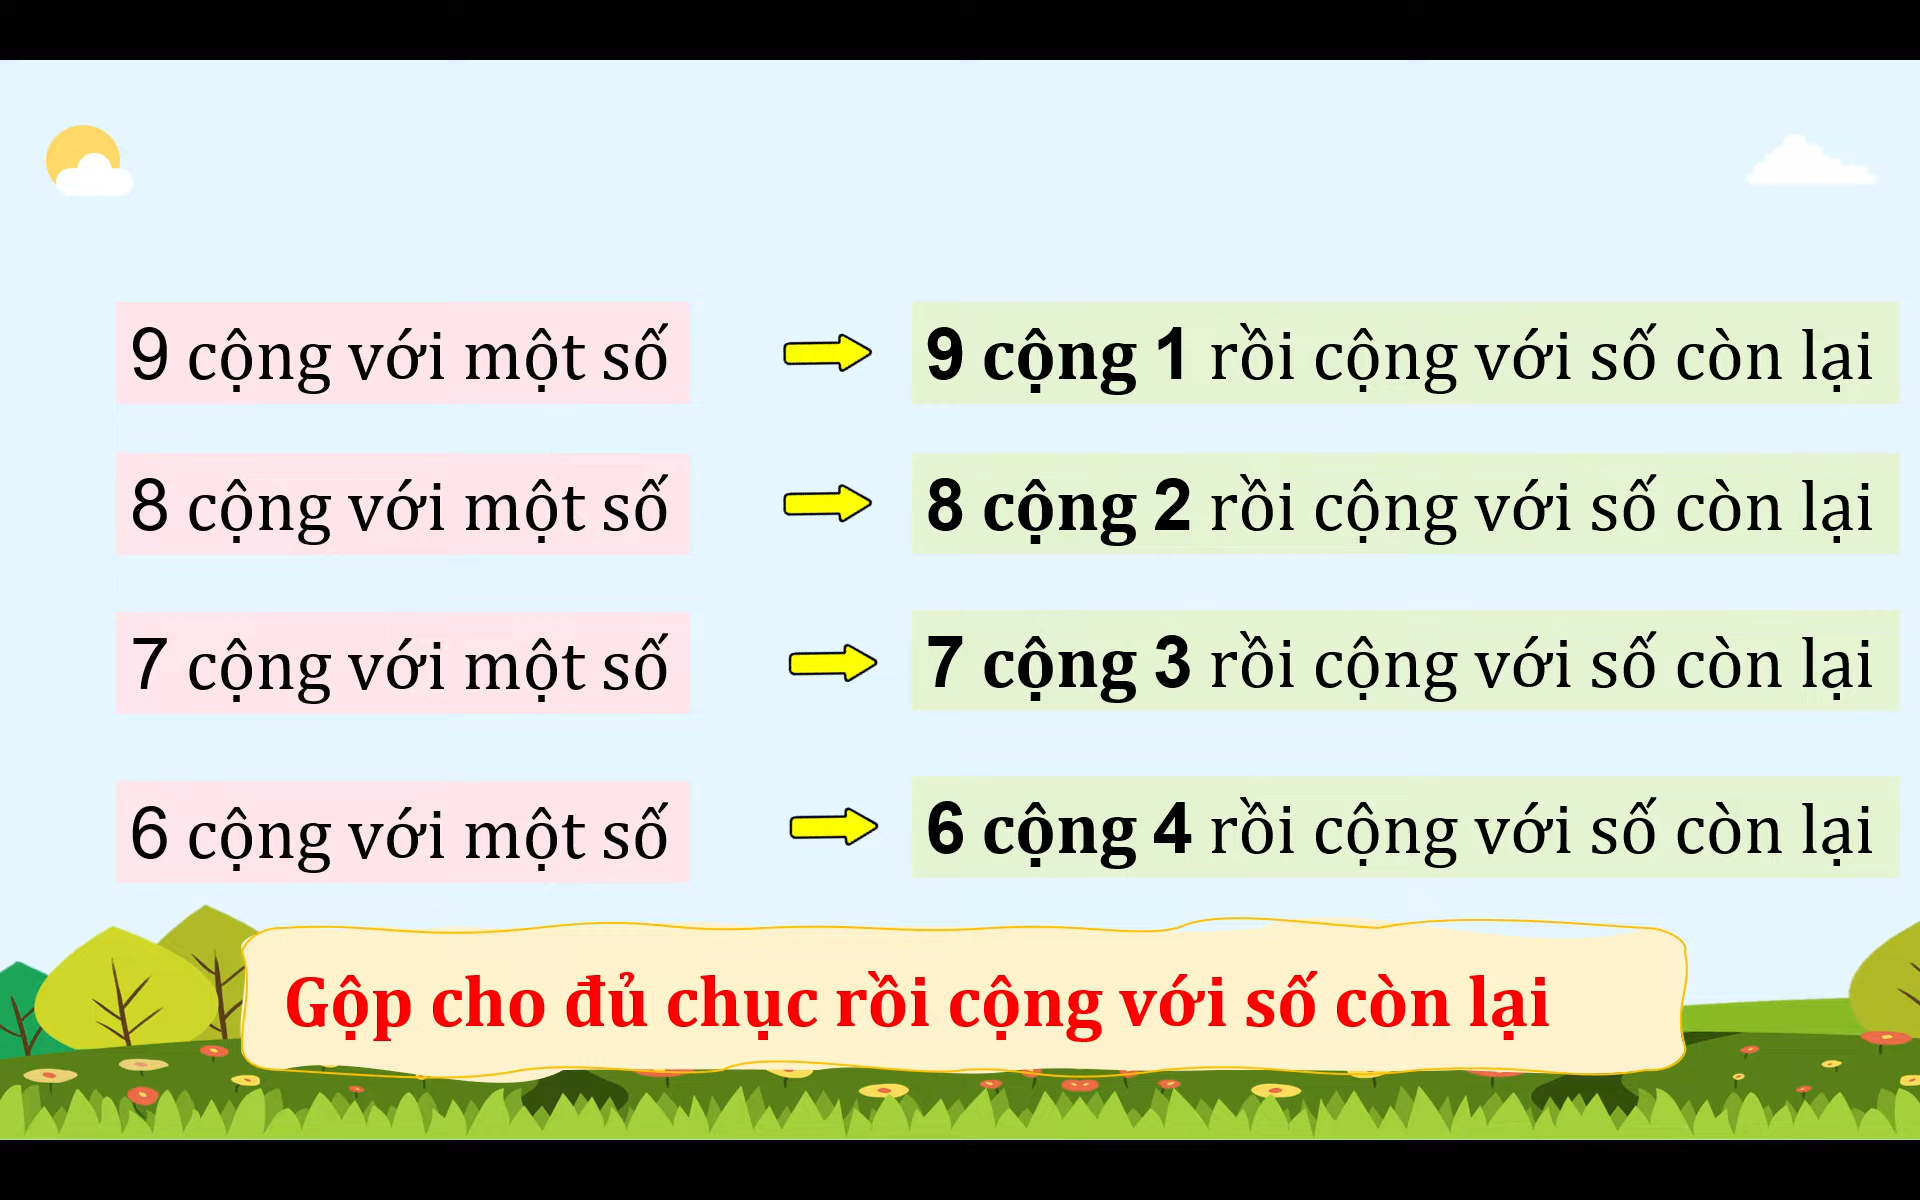 9 cộng với một số
9 cộng 1 rồi cộng với số còn lại
8 cộng với một số
8 cộng 2 rồi cộng với số còn lại
7 cộng với một số
7 cộng 3 rồi cộng với số còn lại
6 cộng với một số
6 cộng 4 rồi cộng với số còn lại
Gộp cho đủ chục rồi cộng với số còn lại